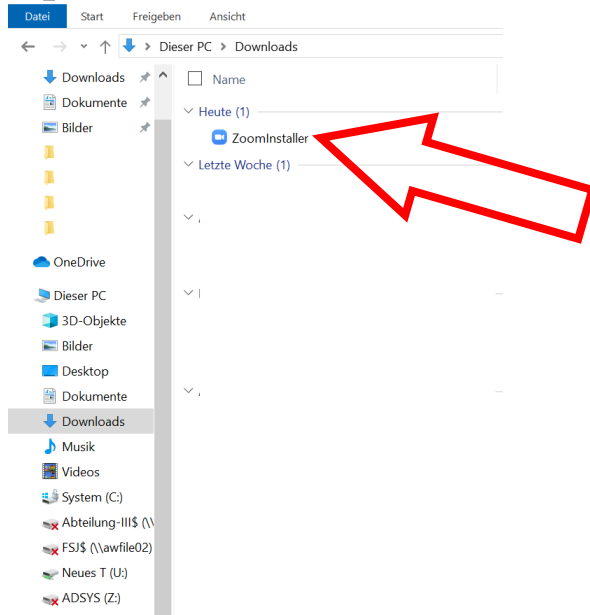 Datei Start Freigeben Ansicht
Dieser PC Downloads
Downloads
Dokumente
Bilder
OneDrive
Dieser PC
3D-Objekte
Bilder
Desktop
Dokumente
Downloads
Musik
Videos
System (C:)
Abteilung-III$ (\\
FSJ$ (\\awfile02)
Neues T (U:)
ADSYS (Z:)
Name
Heute (1)
ZoomInstaller
Letzte Woche (1)